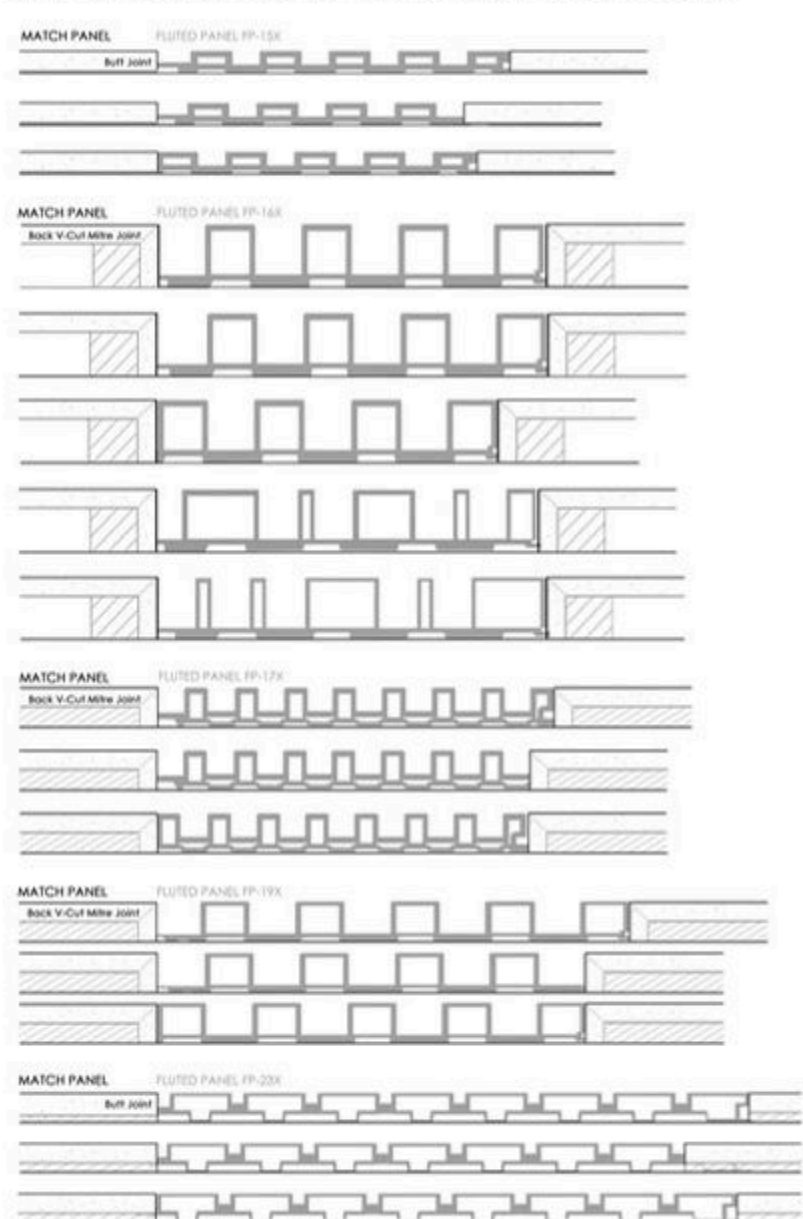 MATCH PANEL FLUTED PANEL FP-15X
Butt Joint
MATCH PANEL FLUTED PANEL FP-16X
Back V-Cut Mitre Joint
MATCH PANEL FLUTED PANEL FP-17X
Back V-Cut Mitre Joint
MATCH PANEL FLUTED PANEL FP-19X
Back V-Cut Mitre Joint
MATCH PANEL FLUTED PANEL FP-23X
Butt Joint